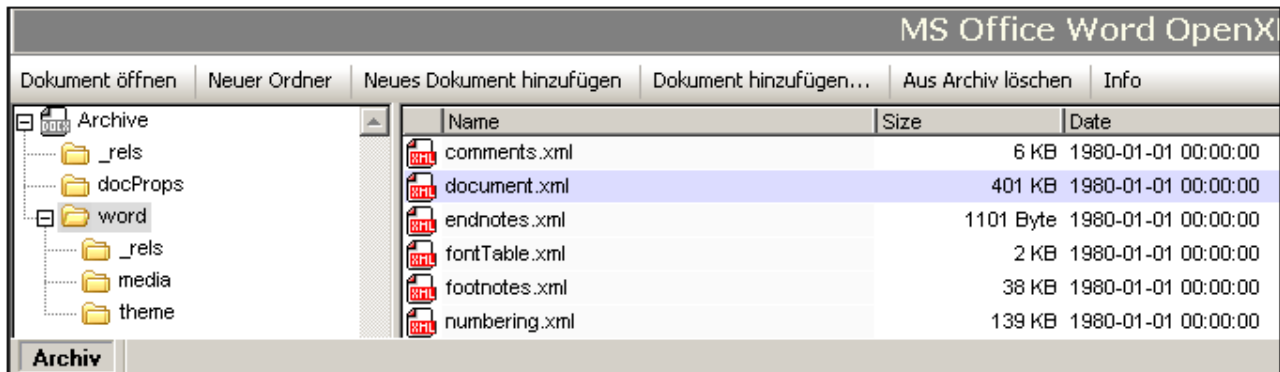 MS Office Word OpenX
Dokument öffnen Neuer Ordner Neues Dokument hinzufügen Dokument hinzufügen... Aus Archiv löschen Info
Archive
_rels
docProps
word
_rels
media
theme
Name Size Date
comments.xml 6 KB 1980-01-01 00:00:00
document.xml 401 KB 1980-01-01 00:00:00
endnotes.xml 1101 Byte 1980-01-01 00:00:00
fontTable.xml 2 KB 1980-01-01 00:00:00
footnotes.xml 38 KB 1980-01-01 00:00:00
numbering.xml 139 KB 1980-01-01 00:00:00
Archiv